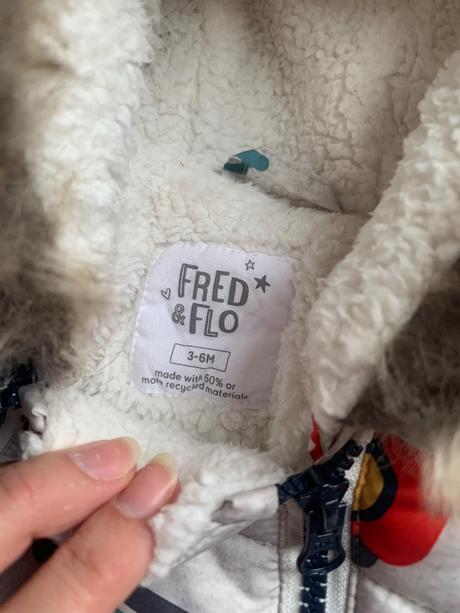 FRED
& FLO
3-6M
made with 60% or
more recycled materials